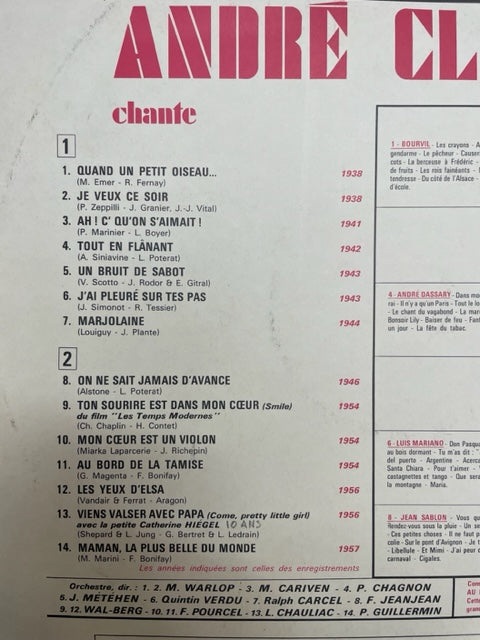 ANDRÉ CL
chante
1
1. QUAND UN PETIT OISEAU... 1938
(M. Emer - R. Fernay)
2. JE VEUX CE SOIR 1938
(P. Zeppilli - J. Granier, J.-J. Vital)
3. AH ! C' QU'ON S'AIMAIT ! 1941
(P. Marinier - L. Boyer)
4. TOUT EN FLÂNANT 1942
(A. Siniavine - L. Poterat)
5. UN BRUIT DE SABOT 1943
(V. Scotto - J. Rodor & E. Gitral)
6. J'AI PLEURÉ SUR TES PAS 1943
(J. Simonot - R. Tessier)
7. MARJOLAINE 1944
(Louiguy - J. Plante)
2
8. ON NE SAIT JAMAIS D'AVANCE 1946
(Alstone - L. Poterat)
9. TON SOURIRE EST DANS MON CŒUR (Smile) 1954
du film "Les Temps Modernes"
(Ch. Chaplin - H. Contet)
10. MON CŒUR EST UN VIOLON 1954
(Miarka Laparcerie - J. Richepin)
11. AU BORD DE LA TAMISE 1954
(G. Magenta - F. Bonifay)
12. LES YEUX D'ELSA 1956
(Vandair & Ferrat - Aragon)
13. VIENS VALSER AVEC PAPA (Come, pretty little girl) 1956
avec la petite Catherine HIÉGEL 10 ANS
(Shepard & L. Jung - G. Bertret & L. Ledrain)
14. MAMAN, LA PLUS BELLE DU MONDE 1957
(M. Marini - F. Bonifay)
Les années indiquées sont celles des enregistrements
Orchestre, dir. : 1. 2. M. WARLOP - 3. M. CARIVEN - 4. P. CHAGNON
5. J. METEHEN - 6. Quintin VERDU - 7. Ralph CARCEL - 8. F. JEANJEAN
9. 12. WAL-BERG - 10. 11. F. POURCEL - 13. L. CHAULIAC - 14. P. GUILLERMIN
1 - BOURVIL - Les crayons - A
gendarme - Le pêcheur - Causer
cots - La berceuse à Frédéric -
de fruits - Les rois fainéants - 
tendresse - Du côté de l'Alsace -
d'école.
4 - ANDRÉ DASSARY - Dans mo
rai - Il n'y a qu'un Paris - Tout le lo
- Le chant du vagabond - La mar
Bonsoir Lily - Baiser de feu - Fant
un jour - La fête du tabac.
6 - LUIS MARIANO - Don Pasqu
au bois dormant - Tu m'as dit : "
del puerto - Argentine - Acerca
Santa Chiara - Pour t'aimer - 
castagnettes et tango - Que sera
la montagne - Maria.
8 - JEAN SABLON - Vous qu
Rendez-vous sous la pluie - Un se
- Ces petites choses - Il ne faut p
colie - Sur le pont d'Avignon - Je t
- Libellule - Et Mimi - J'ai peur d
carnaval - Cigales.
Com
AU
Cette
grand